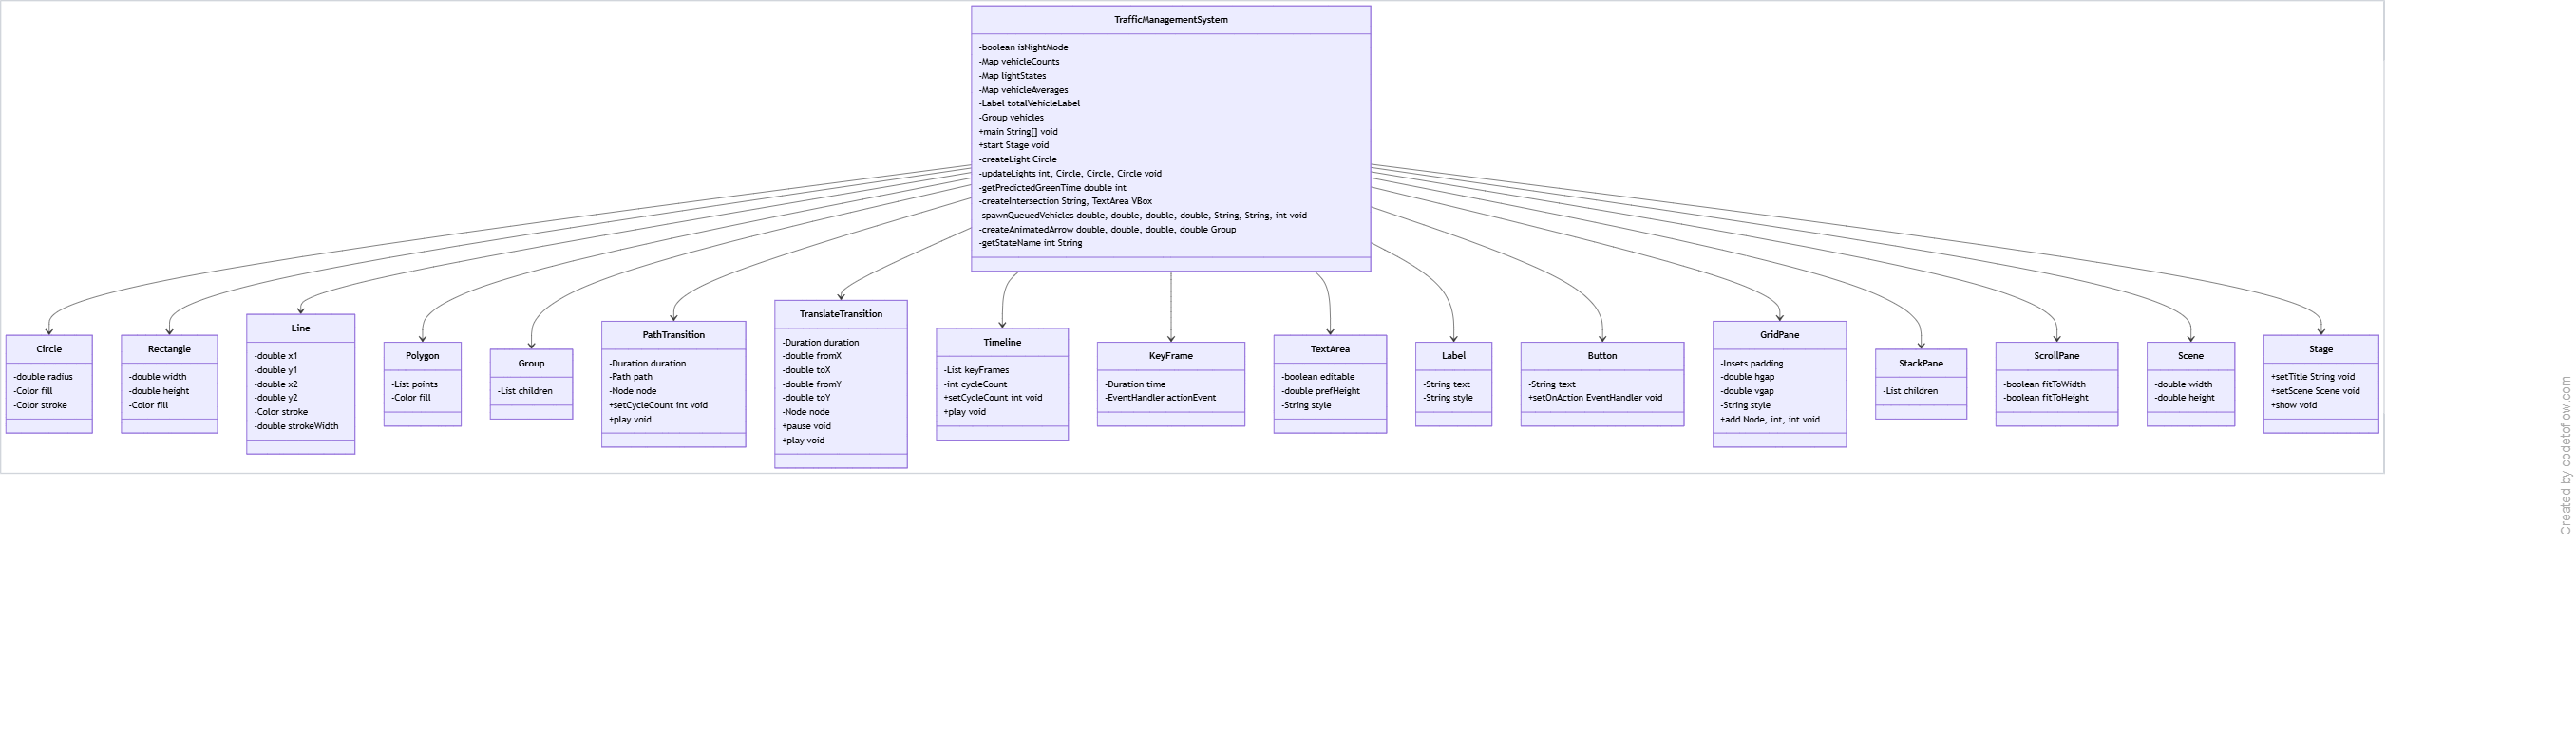 TrafficManagementSystem
-boolean isNightMode
-Map vehicleCounts
-Map lightStates
-Map vehicleAverages
-Label totalVehicleLabel
-Group vehicles
+main String[] void
+start Stage void
-createLight Circle
-updateLights int, Circle, Circle, Circle void
-getPredictedGreenTime double int
-createIntersection String, TextArea VBox
-spawnQueuedVehicles double, double, double, double, String, String, int void
-createAnimatedArrow double, double, double, double Group
-getStateName int String
Circle
-double radius
-Color fill
-Color stroke
Rectangle
-double width
-double height
-Color fill
Line
-double x1
-double y1
-double x2
-double y2
-Color stroke
-double strokeWidth
Polygon
-List points
-Color fill
Group
-List children
PathTransition
-Duration duration
-Path path
-Node node
+setCycleCount int void
+play void
TranslateTransition
-Duration duration
-double fromX
-double toX
-double fromY
-double toY
-Node node
+pause void
+play void
Timeline
-List keyFrames
-int cycleCount
+setCycleCount int void
+play void
KeyFrame
-Duration time
-EventHandler actionEvent
TextArea
-boolean editable
-double prefHeight
-String style
Label
-String text
-String style
Button
-String text
+setOnAction EventHandler void
GridPane
-Insets padding
-double hgap
-double vgap
-String style
+add Node, int, int void
StackPane
-List children
ScrollPane
-boolean fitToWidth
-boolean fitToHeight
Scene
-double width
-double height
Stage
+setTitle String void
+setScene Scene void
+show void
Created by codetoflow.com